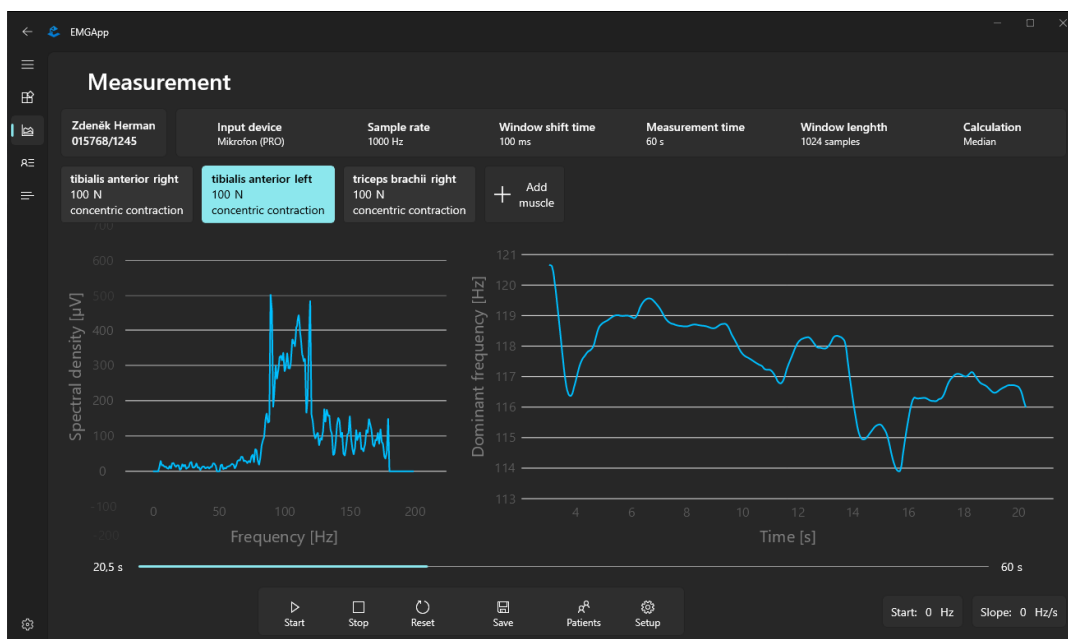 EMGApp
Measurement
Zdeněk Herman
015768/1245
Input device
Mikrofon (PRO)
Sample rate
1000 Hz
Window shift time
100 ms
Measurement time
60 s
Window lenghth
1024 samples
Calculation
Median
tibialis anterior right
100 N
concentric contraction
tibialis anterior left
100 N
concentric contraction
triceps brachii right
100 N
concentric contraction
Add
muscle
700
600
500
400
300
200
100
0
-100
200
Spectral density [µV]
0
50
100
150
200
Frequency [Hz]
121
120
119
118
117
116
115
114
113
Dominant frequency [Hz]
4
6
8
10
12
14
16
18
20
Time [s]
20,5 s
60 s
Start
Stop
Reset
Save
Patients
Setup
Start: 0 Hz
Slope: 0 Hz/s